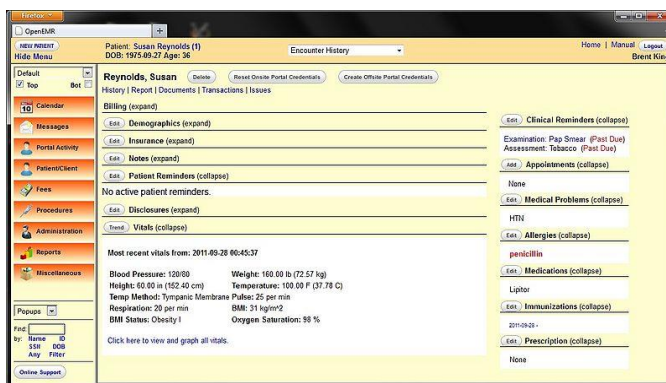 Firefox
OpenEMR
NEW PATIENT
Hide Menu
Patient: Susan Reynolds (1)
DOB: 1975-09-27 Age: 36
Encounter History
Home | Manual
Logout
Brent King
Default
Top
Bot
Calendar
Messages
Portal Activity
Patient/Client
Fees
Procedures
Administration
Reports
Miscellaneous
Popups
Find:
by: Name ID
SSN DOB
Any Filter
Online Support
Reynolds, Susan
Delete
Reset Onsite Portal Credentials
Create Offsite Portal Credentials
History | Report | Documents | Transactions | Issues
Billing (expand)
Edit Demographics (expand)
Edit Insurance (expand)
Edit Notes (expand)
Edit Patient Reminders (collapse)
No active patient reminders.
Edit Disclosures (expand)
Trend Vitals (collapse)
Most recent vitals from: 2011-09-28 00:45:37
Blood Pressure: 120/80 Weight: 160.00 lb (72.57 kg)
Height: 60.00 in (152.40 cm) Temperature: 100.00 F (37.78 C)
Temp Method: Tympanic Membrane Pulse: 25 per min
Respiration: 20 per min BMI: 31 kg/m^2
BMI Status: Obesity I Oxygen Saturation: 98 %
Click here to view and graph all vitals.
Edit Clinical Reminders (collapse)
Examination: Pap Smear (Past Due)
Assessment: Tobacco (Past Due)
Add Appointments (collapse)
None
Edit Medical Problems (collapse)
HTN
Edit Allergies (collapse)
penicillin
Edit Medications (collapse)
Lipitor
Edit Immunizations (collapse)
2011-09-28 -
Edit Prescription (collapse)
None